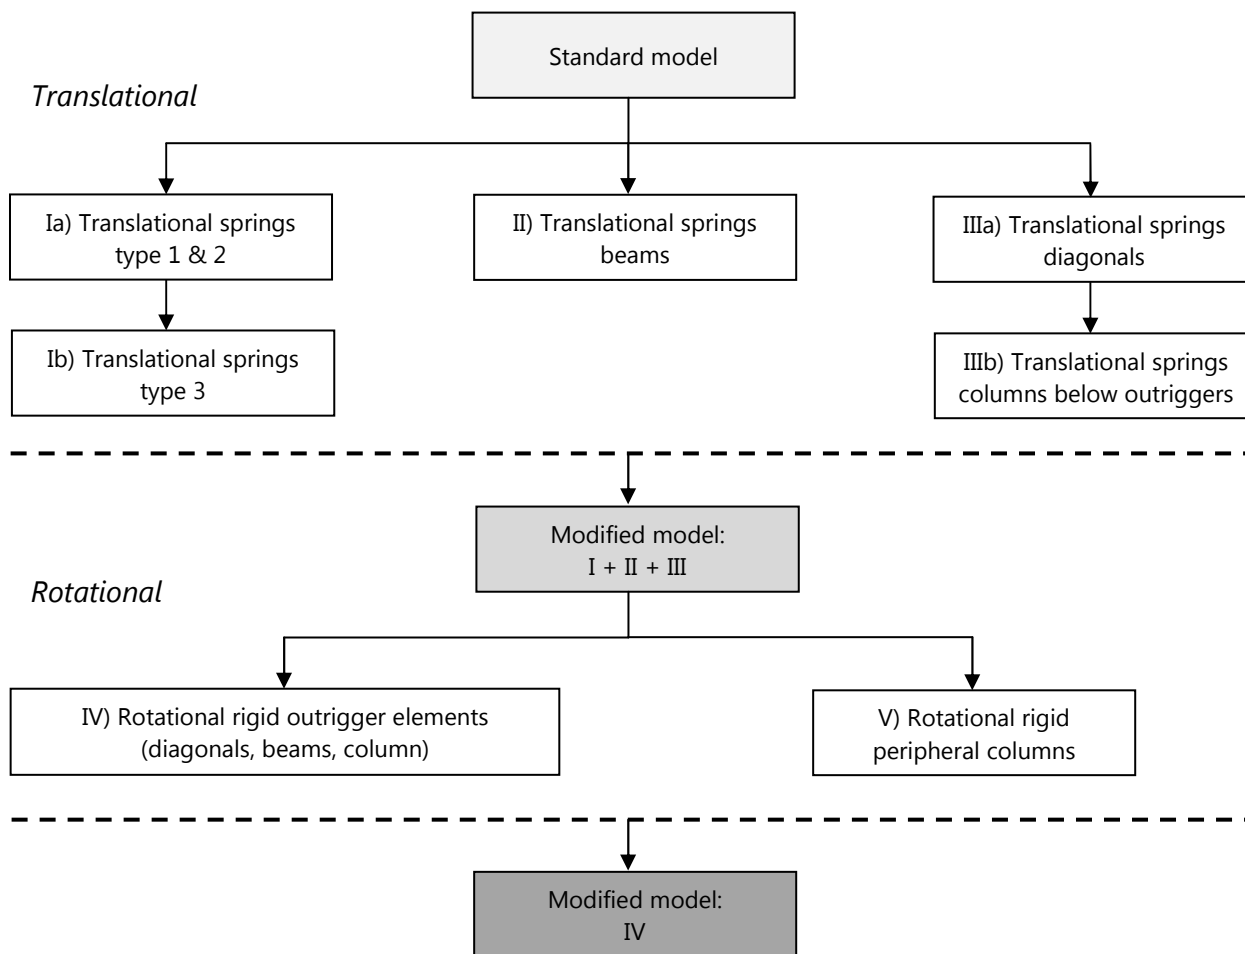 Standard model
Translational
Ia) Translational springs
type 1 & 2
II) Translational springs
beams
IIIa) Translational springs
diagonals
Ib) Translational springs
type 3
IIIb) Translational springs
columns below outriggers
Modified model:
I + II + III
Rotational
IV) Rotational rigid outrigger elements
(diagonals, beams, column)
V) Rotational rigid
peripheral columns
Modified model:
IV